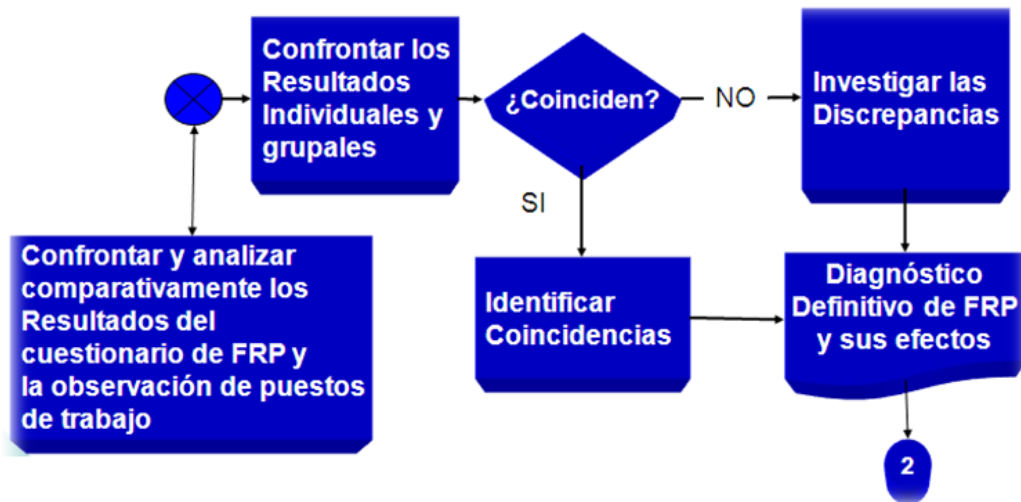 Confrontar los
Resultados
Individuales y
grupales
¿Coinciden?
NO
Investigar las
Discrepancias
SI
Confrontar y analizar
comparativamente los
Resultados del
cuestionario de FRP y
la observación de puestos
de trabajo
Identificar
Coincidencias
Diagnóstico
Definitivo de FRP
y sus efectos
2